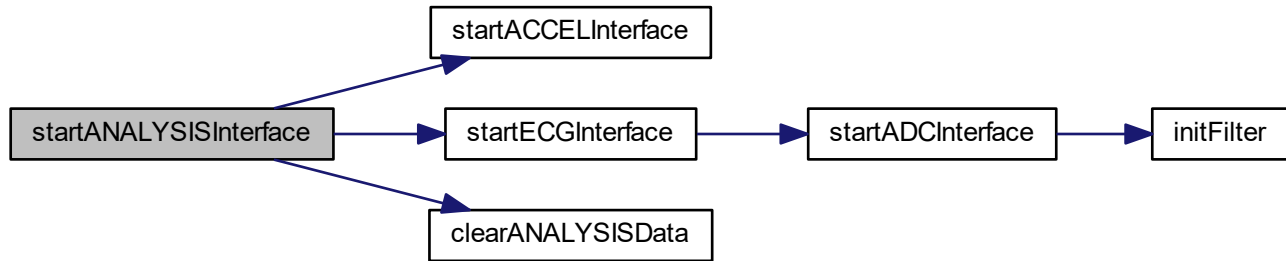 startACCELInterface
startANALYSISInterface
startECGInterface
startADCInterface
initFilter
clearANALYSISData